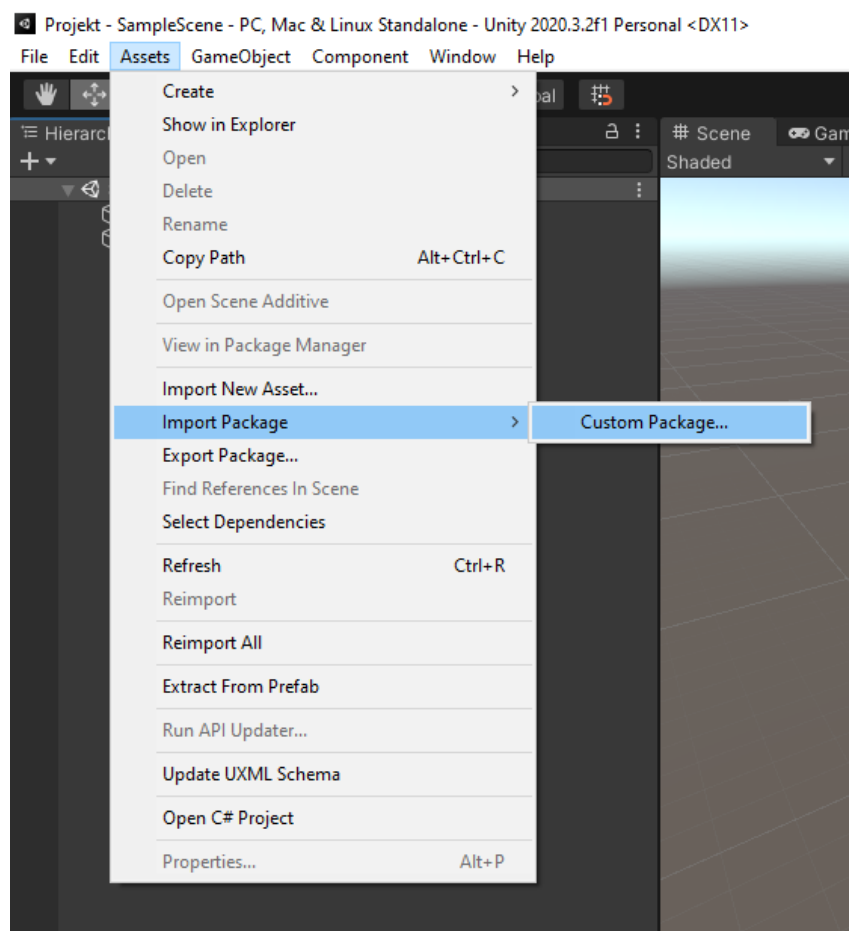 Projekt - SampleScene - PC, Mac & Linux Standalone - Unity 2020.3.2f1 Personal <DX11>
File Edit Assets GameObject Component Window Help
Create
Show in Explorer
# Scene
Shaded
Open
Delete
Rename
Copy Path Alt+Ctrl+C
Open Scene Additive
View in Package Manager
Import New Asset...
Import Package Custom Package...
Export Package...
Find References In Scene
Select Dependencies
Refresh Ctrl+R
Reimport
Reimport All
Extract From Prefab
Run API Updater...
Update UXML Schema
Open C# Project
Properties... Alt+P